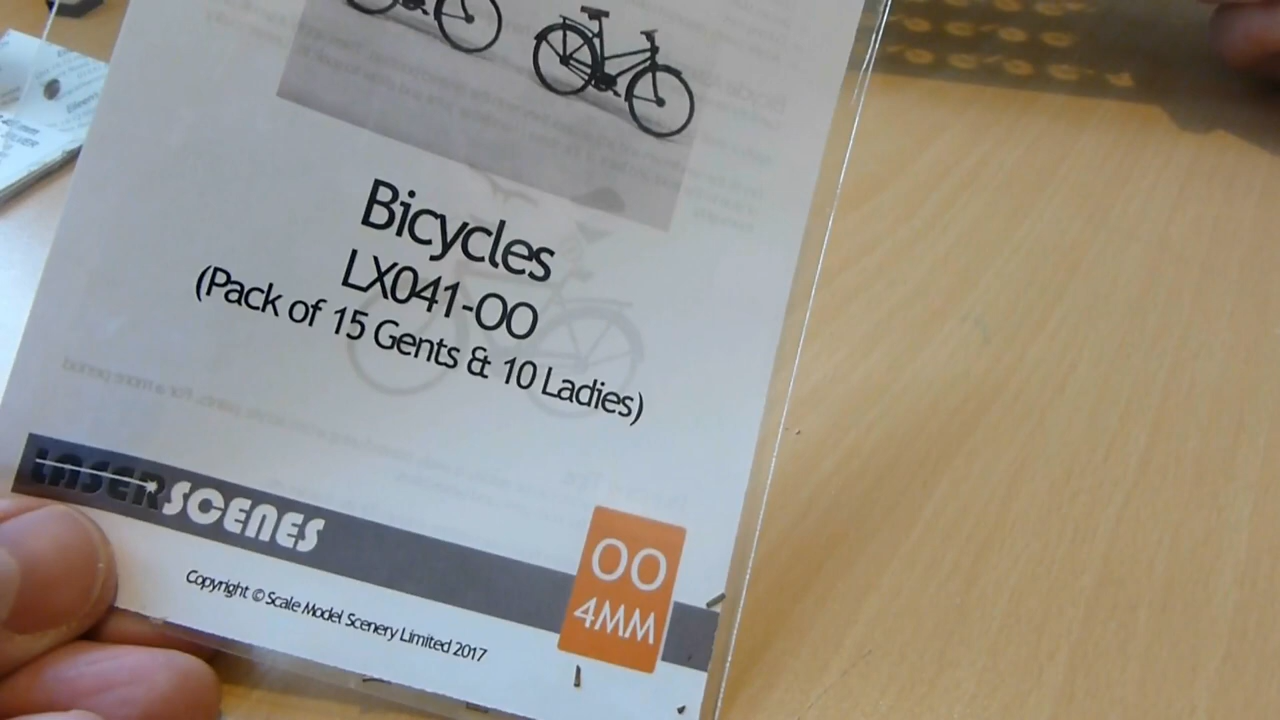 Bicycles
LX041-OO
(Pack of 15 Gents & 10 Ladies)
LASERSCENES
OO
4MM
Copyright © Scale Model Scenery Limited 2017